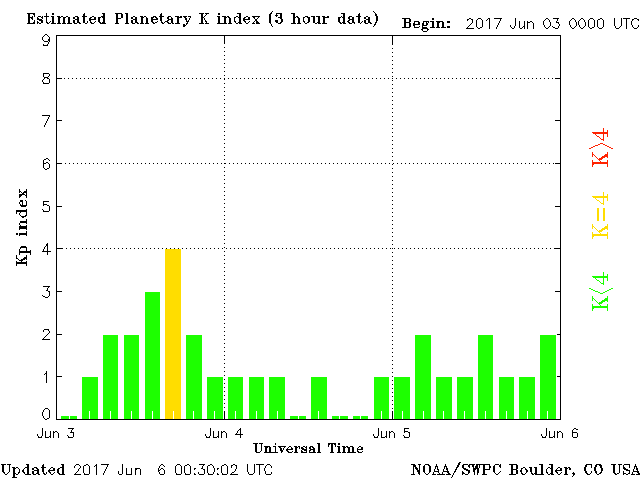 Estimated Planetary K index (3 hour data)
Begin: 2017 Jun 03 0000 UTC
9
8
7
6
5
4
3
2
1
0
Kp index
K>4
K=4
K<4
Jun 3
Jun 4
Jun 5
Jun 6
Universal Time
Updated 2017 Jun 6 00:30:02 UTC
NOAA/SWPC Boulder, CO USA